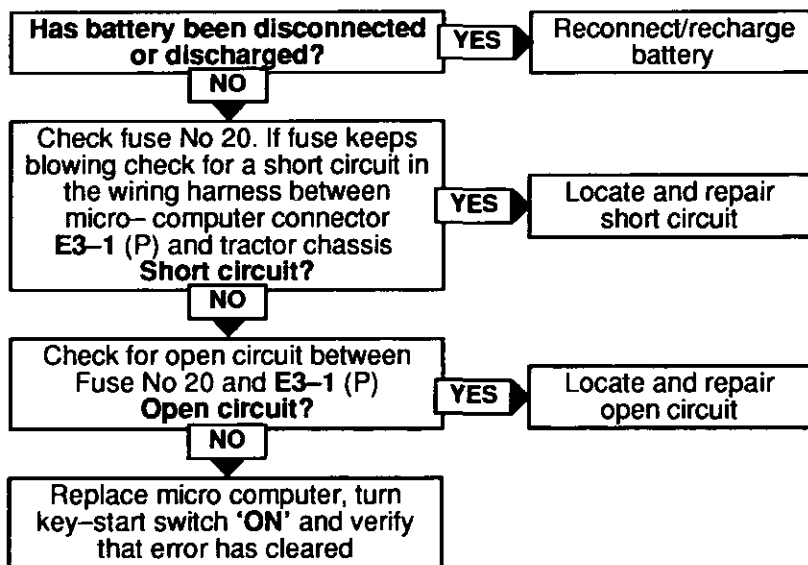 Has battery been disconnected
or discharged?
YES
Reconnect/recharge
battery
NO
Check fuse No 20. If fuse keeps
blowing check for a short circuit in
the wiring harness between
micro– computer connector
E3–1 (P) and tractor chassis
Short circuit?
YES
Locate and repair
short circuit
NO
Check for open circuit between
Fuse No 20 and E3–1 (P)
Open circuit?
YES
Locate and repair
open circuit
NO
Replace micro computer, turn
key–start switch ‘ON’ and verify
that error has cleared